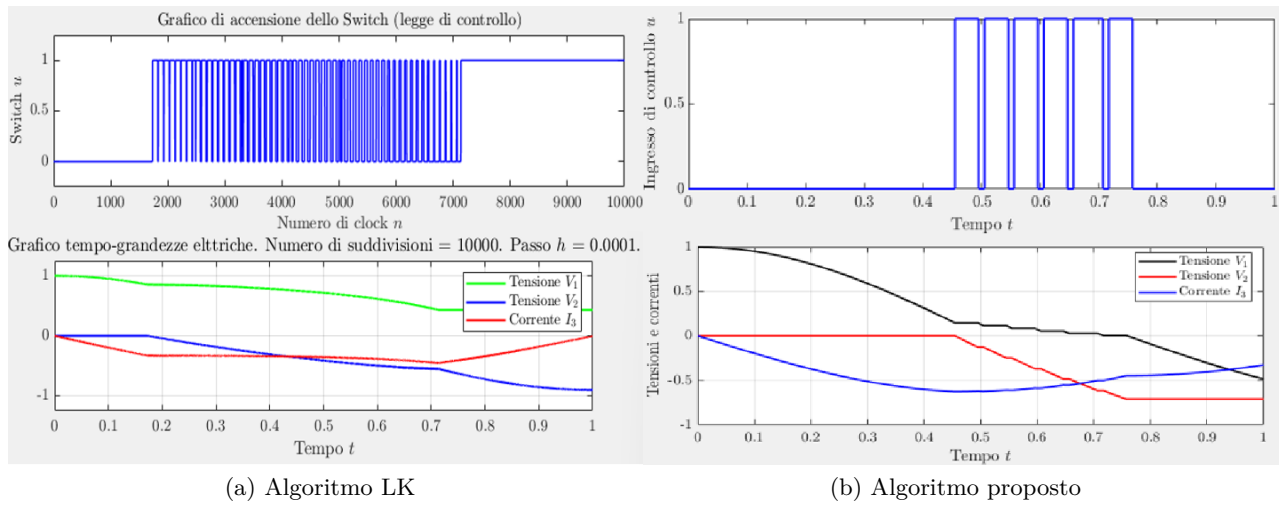 Grafico di accensione dello Switch (legge di controllo)
Switch u
1
0.5
0
0 1000 2000 3000 4000 5000 6000 7000 8000 9000 10000
Numero di clock n
Grafico tempo-grandezze elttriche. Numero di suddivisioni = 10000. Passo h = 0.0001.
1
0
-1
Tensione V1
Tensione V2
Corrente I3
0 0.1 0.2 0.3 0.4 0.5 0.6 0.7 0.8 0.9 1
Tempo t
(a) Algoritmo LK
Ingresso di controllo u
1
0.5
0
0 0.1 0.2 0.3 0.4 0.5 0.6 0.7 0.8 0.9 1
Tempo t
Tensioni e correnti
1
0.5
0
-0.5
-1
Tensione V1
Tensione V2
Corrente I3
0 0.1 0.2 0.3 0.4 0.5 0.6 0.7 0.8 0.9 1
Tempo t
(b) Algoritmo proposto